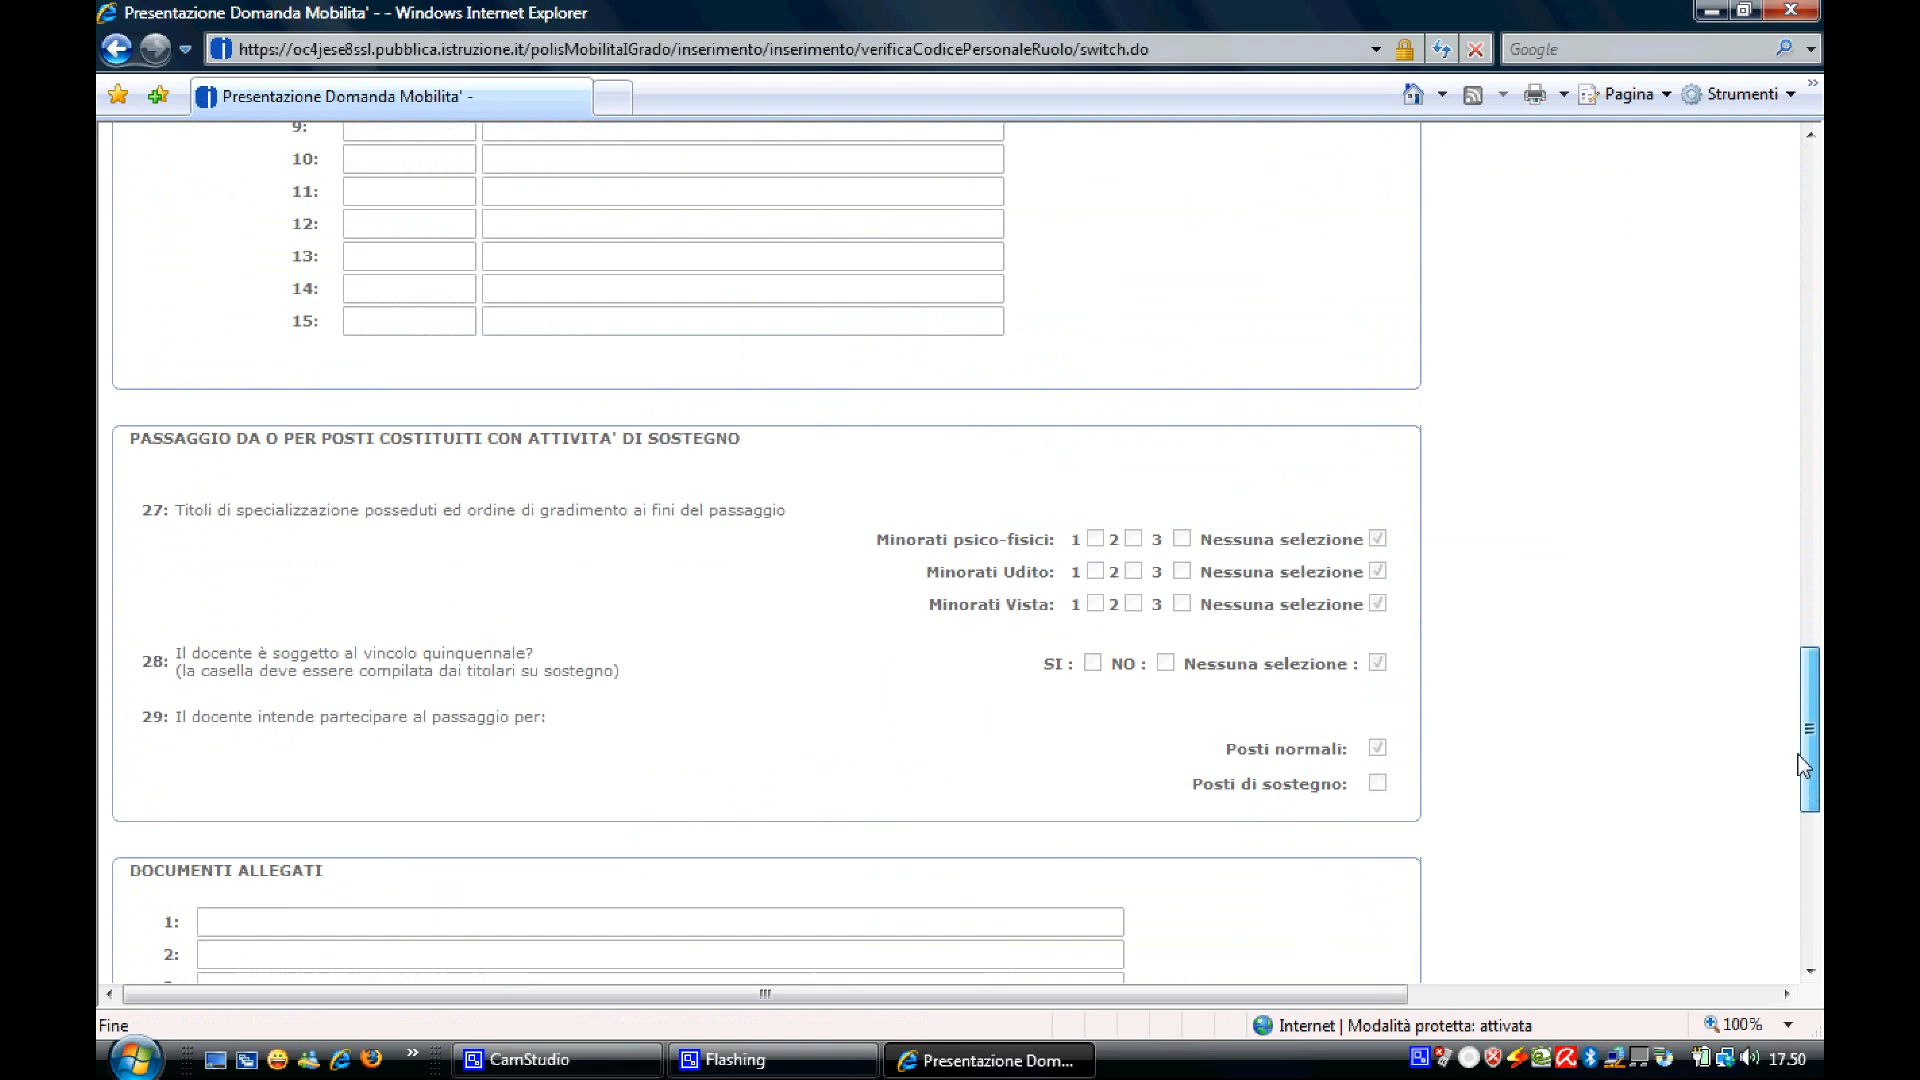 Presentazione Domanda Mobilita' - - Windows Internet Explorer
https://oc4jese8ssl.pubblica.istruzione.it/polisMobilitaIGrado/inserimento/inserimento/verificaCodicePersonaleRuolo/switch.do
Google
Presentazione Domanda Mobilita' -
Pagina
Strumenti
9:
10:
11:
12:
13:
14:
15:
PASSAGGIO DA O PER POSTI COSTITUITI CON ATTIVITA' DI SOSTEGNO
27: Titoli di specializzazione posseduti ed ordine di gradimento ai fini del passaggio
Minorati psico-fisici: 1 2 3 Nessuna selezione
Minorati Udito: 1 2 3 Nessuna selezione
Minorati Vista: 1 2 3 Nessuna selezione
28: Il docente è soggetto al vincolo quinquennale?
(la casella deve essere compilata dai titolari su sostegno)
SI : NO : Nessuna selezione :
29: Il docente intende partecipare al passaggio per:
Posti normali:
Posti di sostegno:
DOCUMENTI ALLEGATI
1:
2:
Fine
Internet | Modalità protetta: attivata
100%
CamStudio
Flashing
Presentazione Dom...
17.50